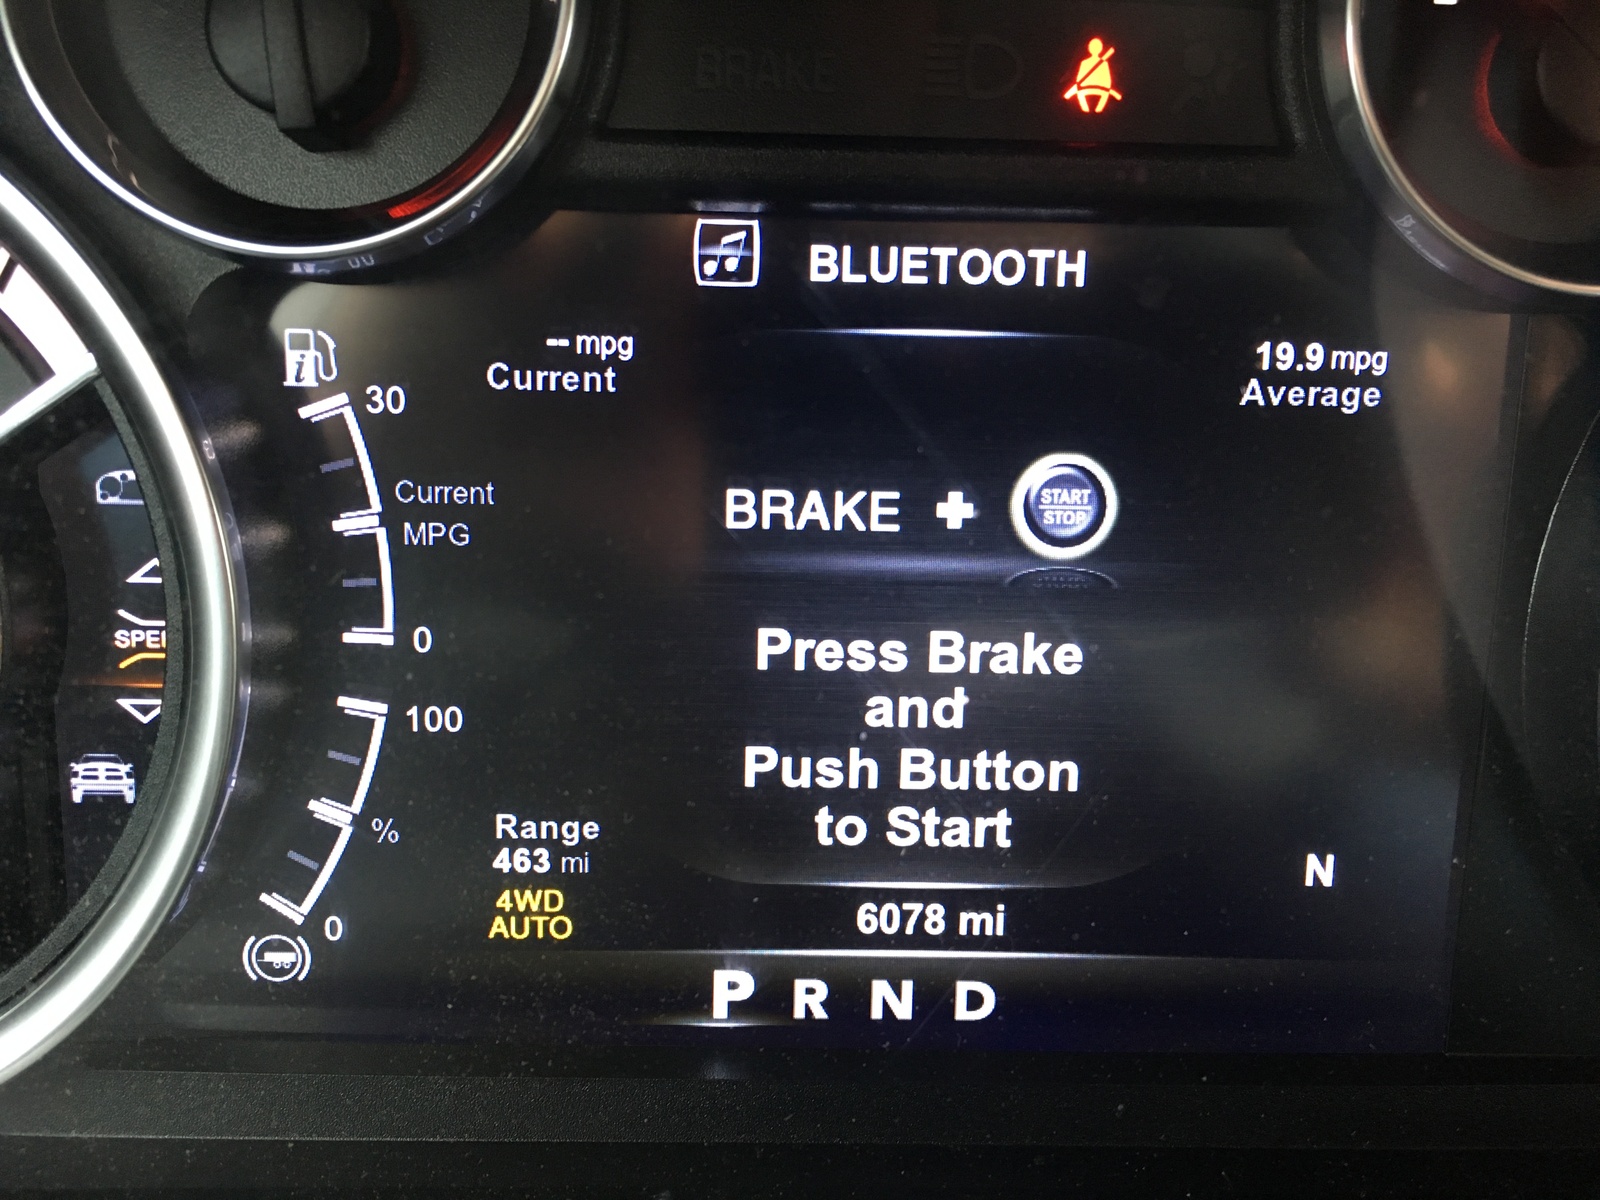 BRAKE
BLUETOOTH
-- mpg
Current
19.9 mpg
Average
30
Current
MPG
0
BRAKE + START STOP
Press Brake
and
Push Button
to Start
100
%
0
Range
463 mi
4WD
AUTO
N
6078 mi
P R N D